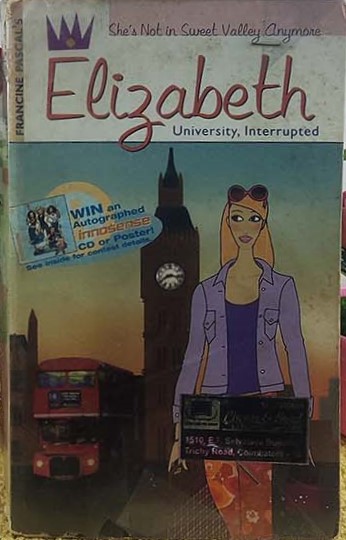 FRANCINE PASCAL'S
She's Not in Sweet Valley Anymore
Elizabeth
University, Interrupted
WIN an
Autographed
innosense
CD or Poster!
See inside for contest details.
1510,
Trichy Road, Coimbatore